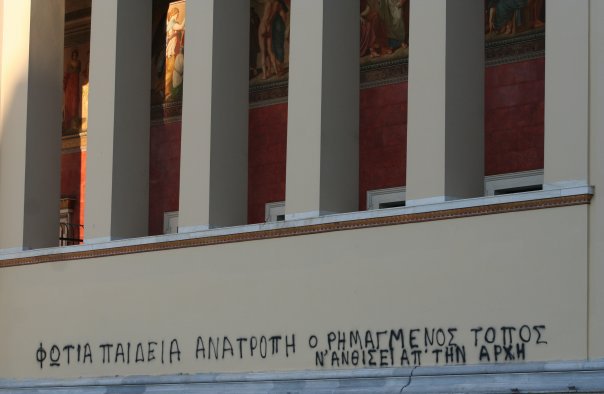 ΦΩΤΙΑ ΠΑΙΔΕΙΑ ΑΝΑΤΡΟΠΗ Ο ΡΗΜΑΓΜΕΝΟΣ ΤΟΠΟΣ
Ν'ΑΝΘΙΣΕΙ ΑΠ'ΤΗΝ ΑΡΧΗ